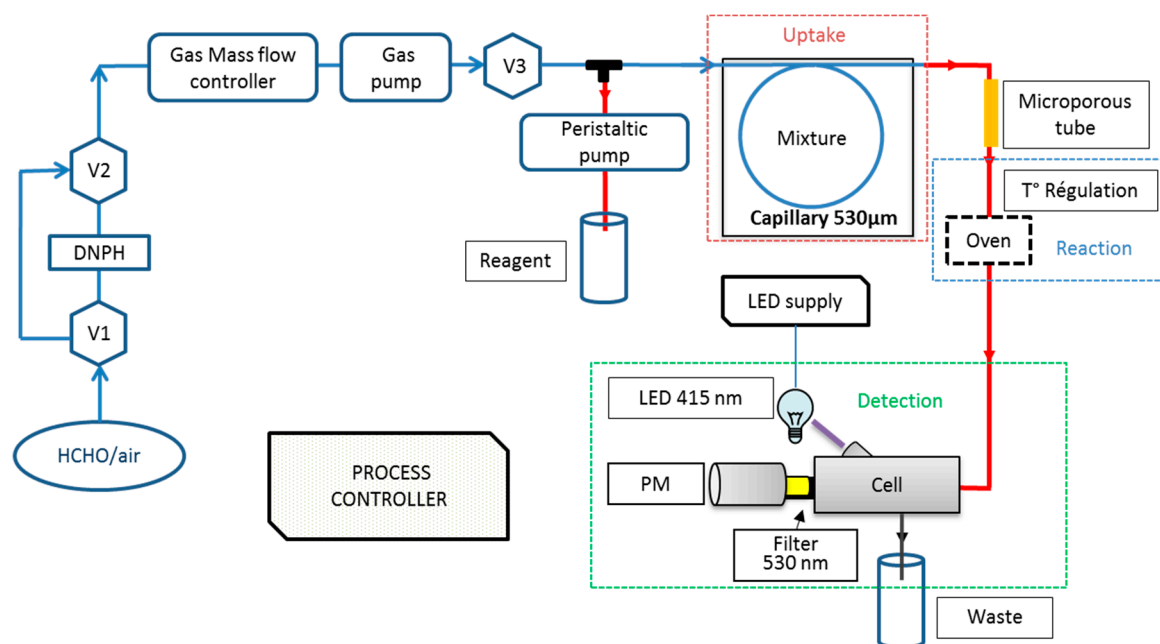 Gas Mass flow
controller
Gas
pump
V3
Uptake
Mixture
Capillary 530µm
Microporous
tube
Peristaltic
pump
V2
T° Régulation
DNPH
Oven
Reaction
Reagent
V1
LED supply
LED 415 nm
Detection
HCHO/air
PROCESS
CONTROLLER
PM
Cell
Filter
530 nm
Waste